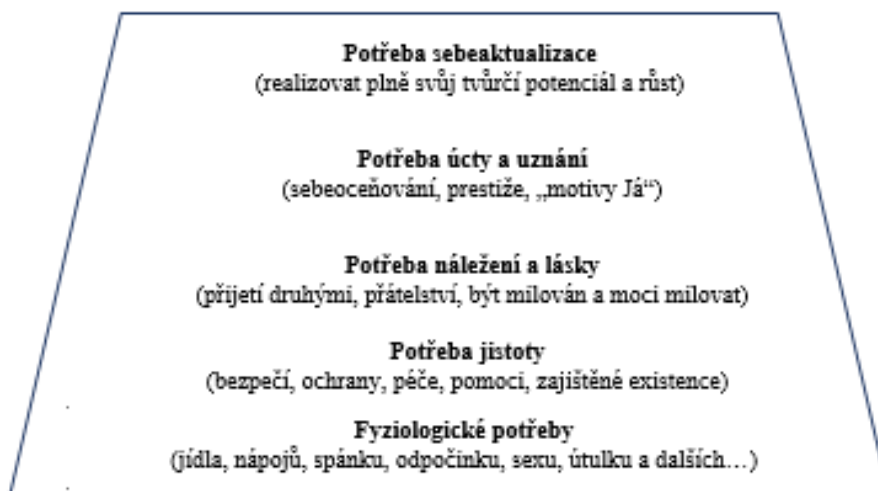 Potřeba sebeaktualizace
(realizovat plně svůj tvůrčí potenciál a růst)
Potřeba úcty a uznání
(sebeoceňování, prestiže, „motivy Já“)
Potřeba náležení a lásky
(přijetí druhými, přátelství, být milován a moci milovat)
Potřeba jistoty
(bezpečí, ochrany, péče, pomoci, zajištěné existence)
Fyziologické potřeby
(jídla, nápojů, spánku, odpočinku, sexu, útulku a dalších…)